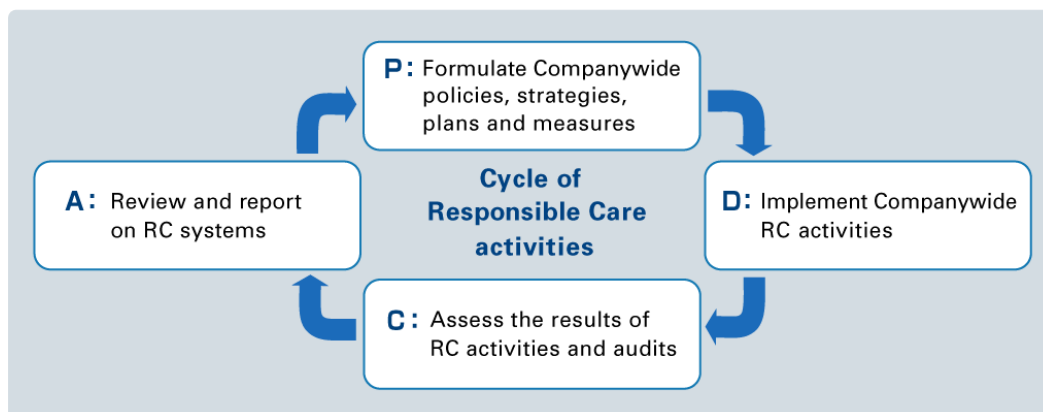 P: Formulate Companywide
policies, strategies,
plans and measures
A: Review and report
on RC systems
Cycle of
Responsible Care
activities
D: Implement Companywide
RC activities
C: Assess the results of
RC activities and audits